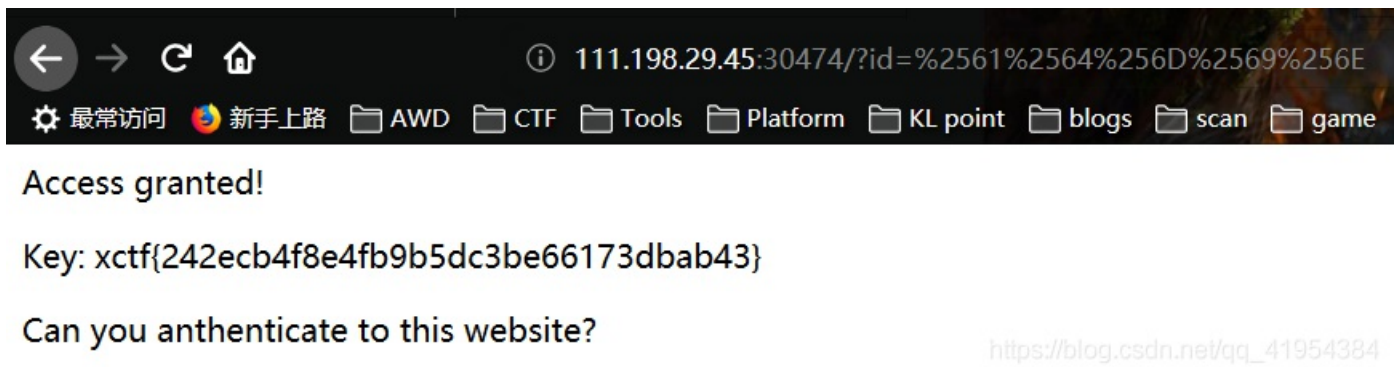 111.198.29.45:30474/?id=%2561%2564%256D%2569%256E
最常访问 新手上路 AWD CTF Tools Platform KL point blogs scan game
Access granted!
Key: xctf{242ecb4f8e4fb9b5dc3be66173dbab43}
Can you anthenticate to this website?
https://blog.csdn.net/qq_41954384